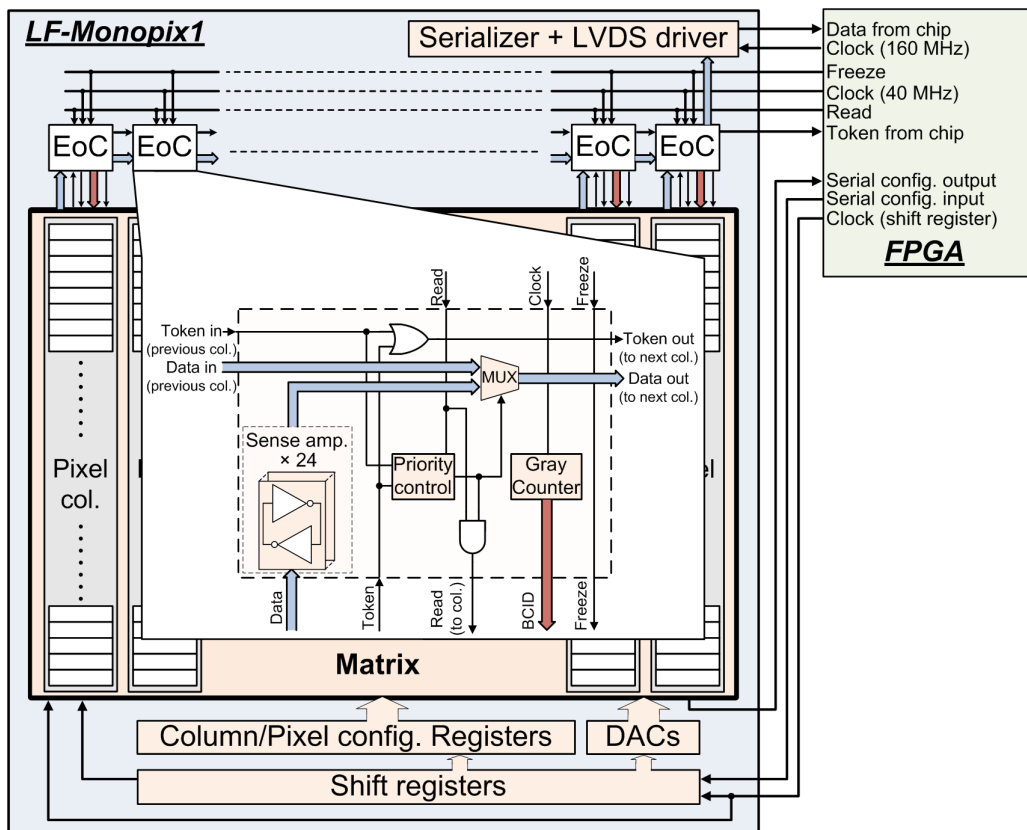 LF-Monopix1
Serializer + LVDS driver
Data from chip
Clock (160 MHz)
Freeze
Clock (40 MHz)
Read
Token from chip
Serial config. output
Serial config. input
Clock (shift register)
FPGA
EoC
EoC
EoC
EoC
Read
Clock
Freeze
Token in
(previous col.)
Data in
(previous col.)
Token out
(to next col.)
Data out
(to next col.)
MUX
Sense amp.
× 24
Priority
control
Gray
Counter
Pixel
col.
Data
Token
Read
(to col.)
BCID
Freeze
Matrix
Column/Pixel config. Registers
DACs
Shift registers